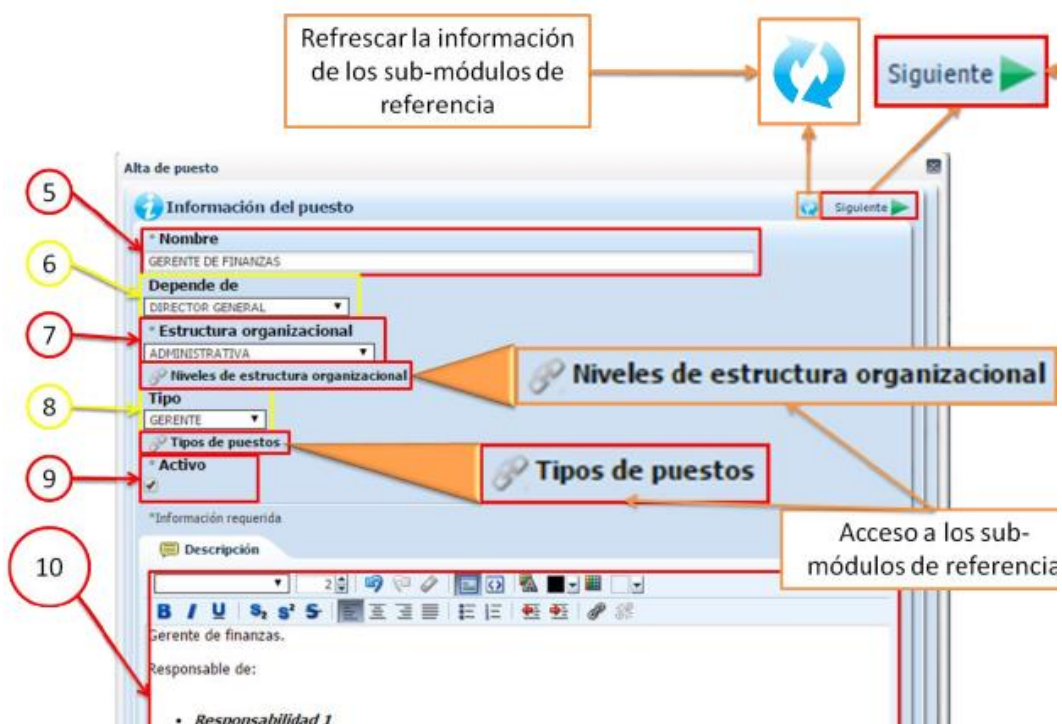 Refrescar la información
de los sub-módulos de
referencia
Siguiente
Alta de puesto
Información del puesto
Siguiente
5
* Nombre
GERENTE DE FINANZAS
6
Depende de
DIRECTOR GENERAL
7
* Estructura organizacional
ADMINISTRATIVA
Niveles de estructura organizacional
Niveles de estructura organizacional
8
Tipo
GERENTE
Tipos de puestos
Tipos de puestos
9
* Activo
*Información requerida
Acceso a los sub-
módulos de referencia
Descripción
10
2
B I U S₂ S² S
Gerente de finanzas.
Responsable de:
• Responsabilidad 1